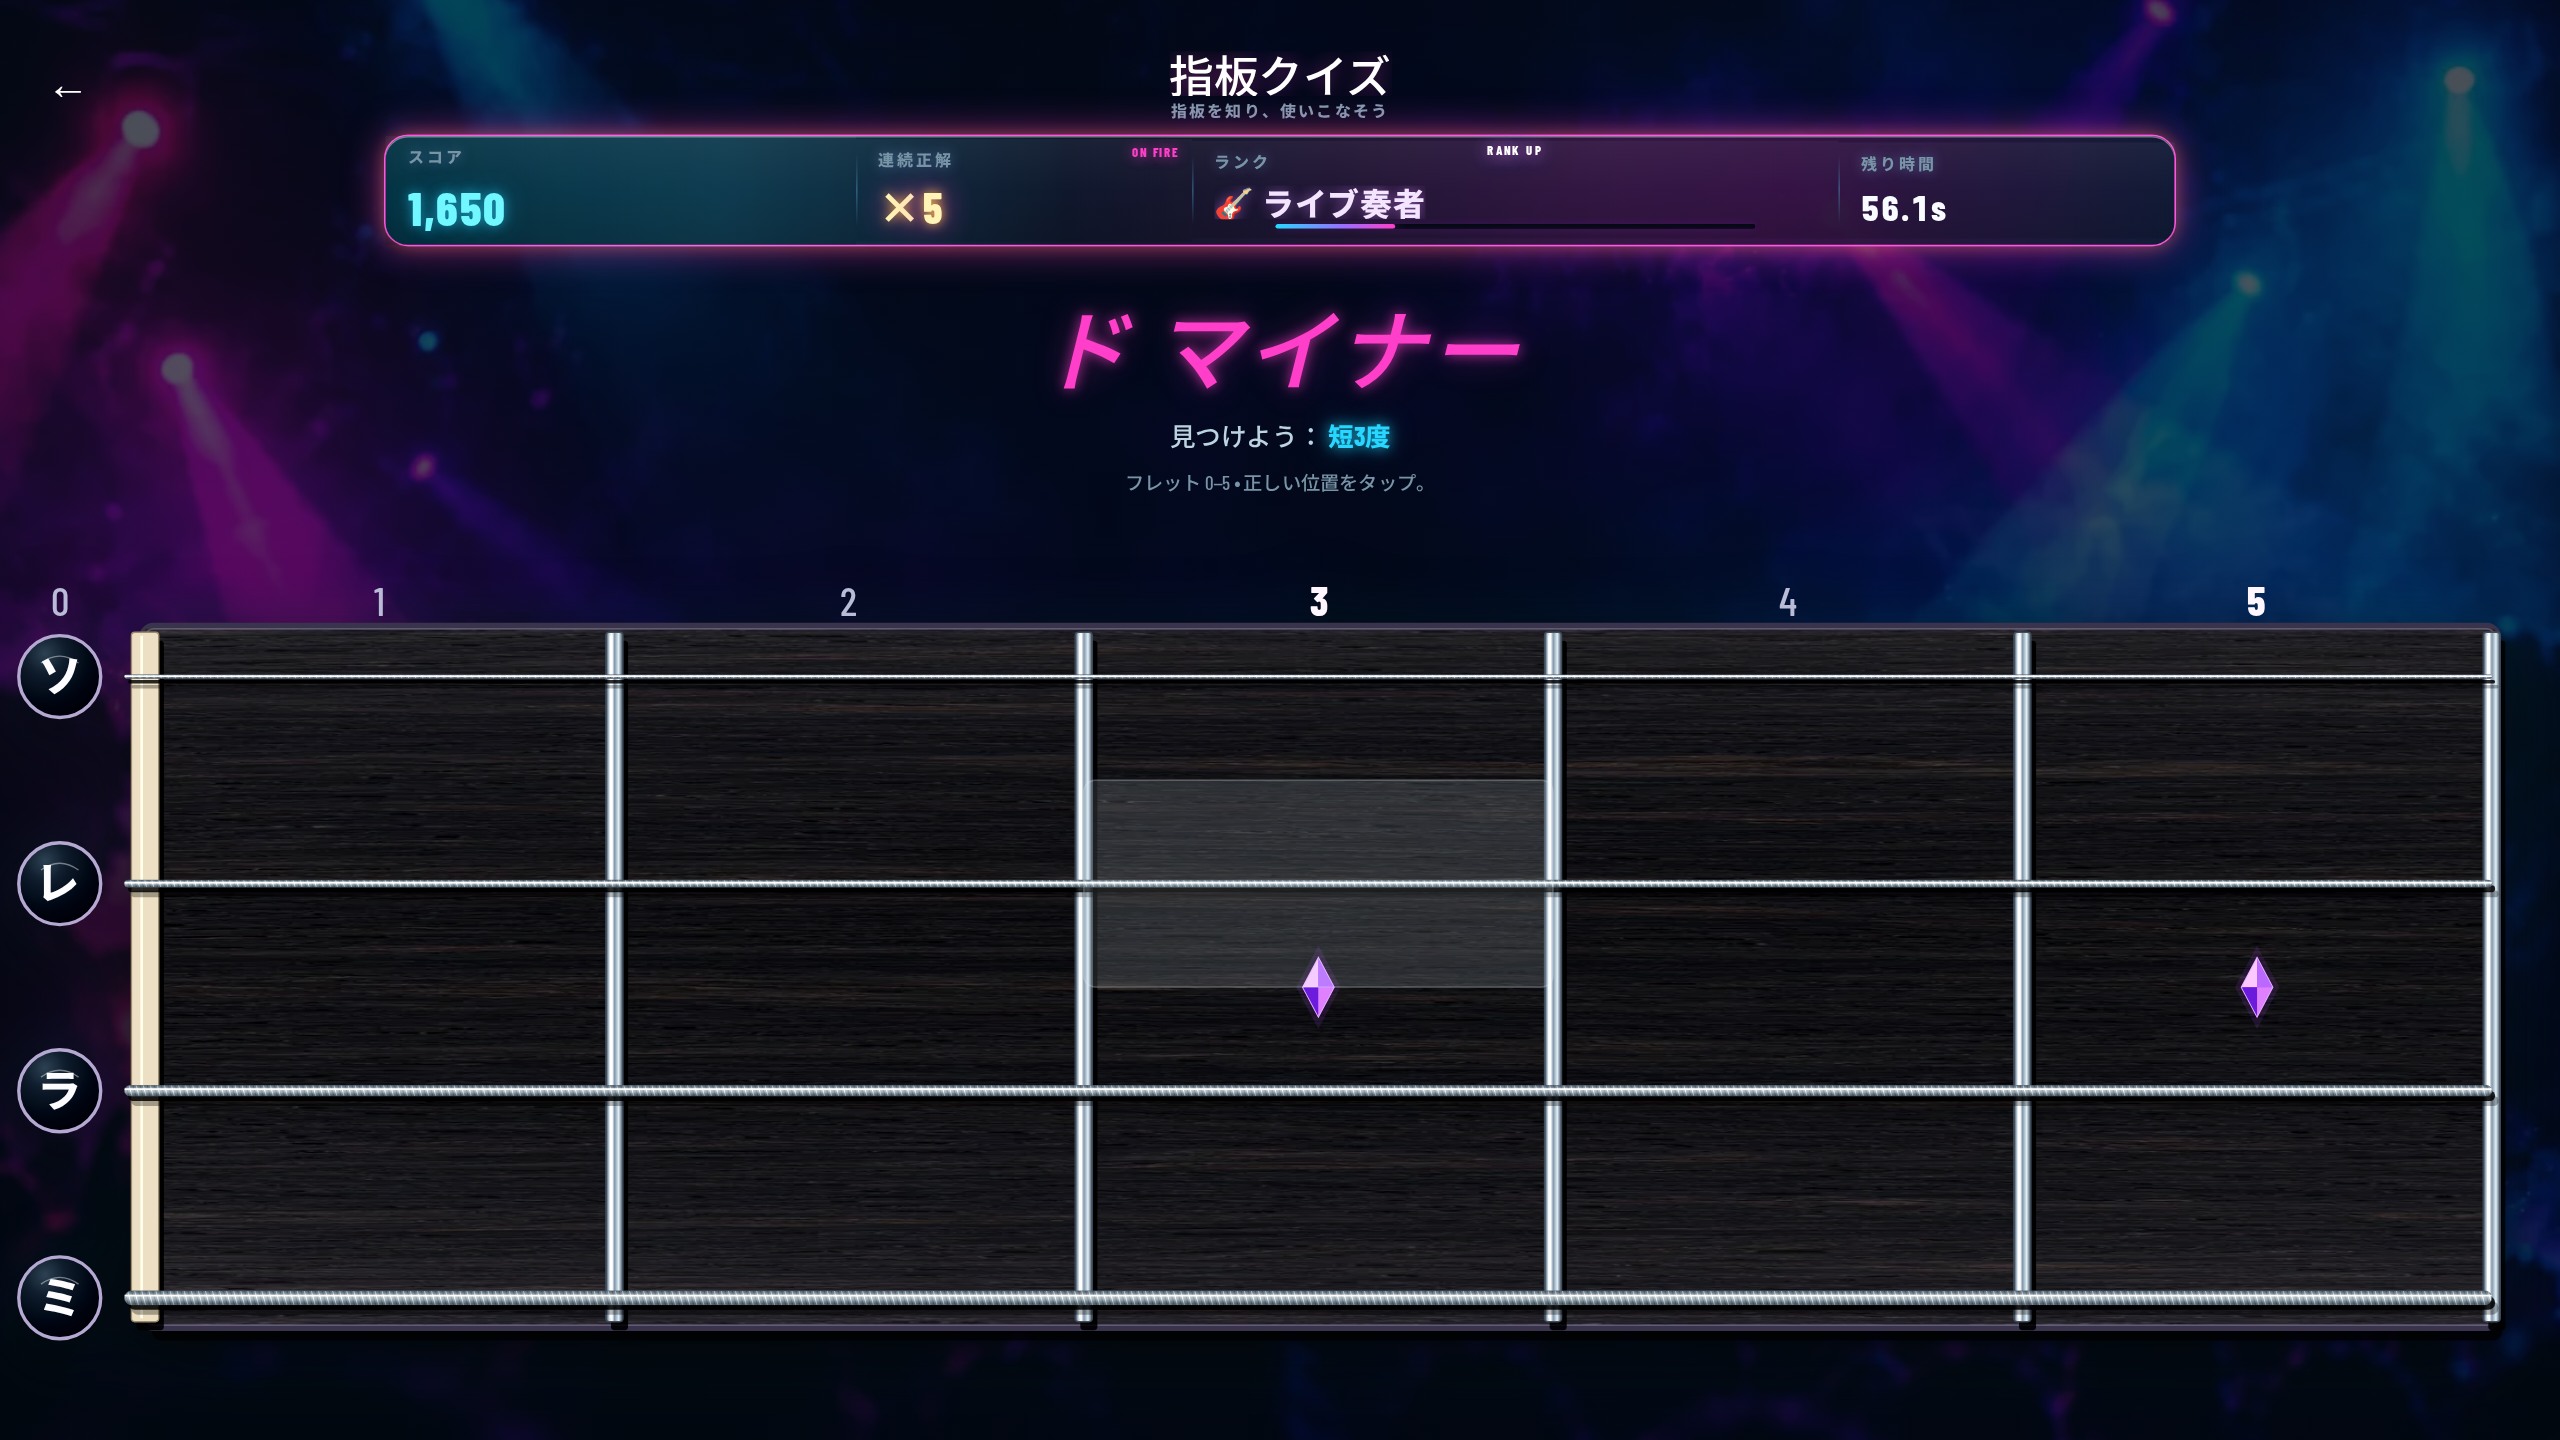 ←
指板クイズ
指板を知り、使いこなそう
スコア
1,650
連続正解
×5
ON FIRE
ランク
ライブ奏者
RANK UP
残り時間
56.1s
ド マイナー
見つけよう： 短3度
フレット 0–5 • 正しい位置をタップ。
0 1 2 3 4 5
ソ
レ
ラ
ミ